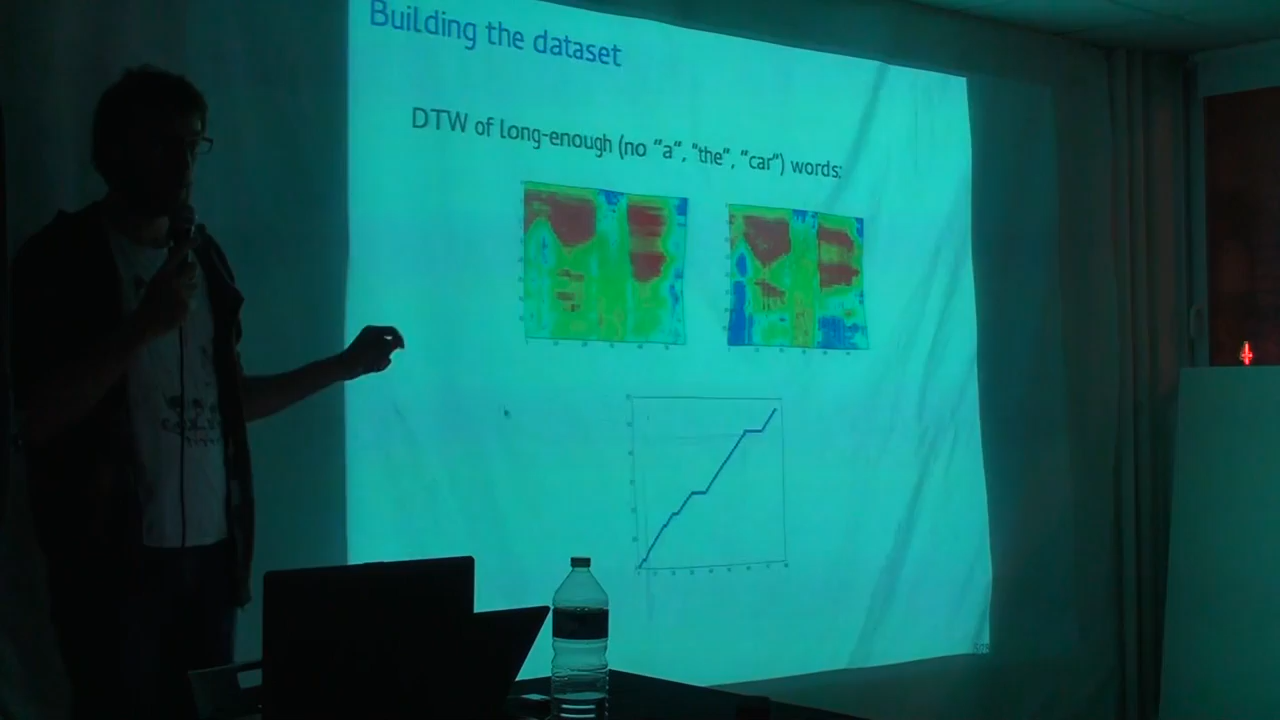 Building the dataset
DTW of long-enough (no "a", "the", "car") words: